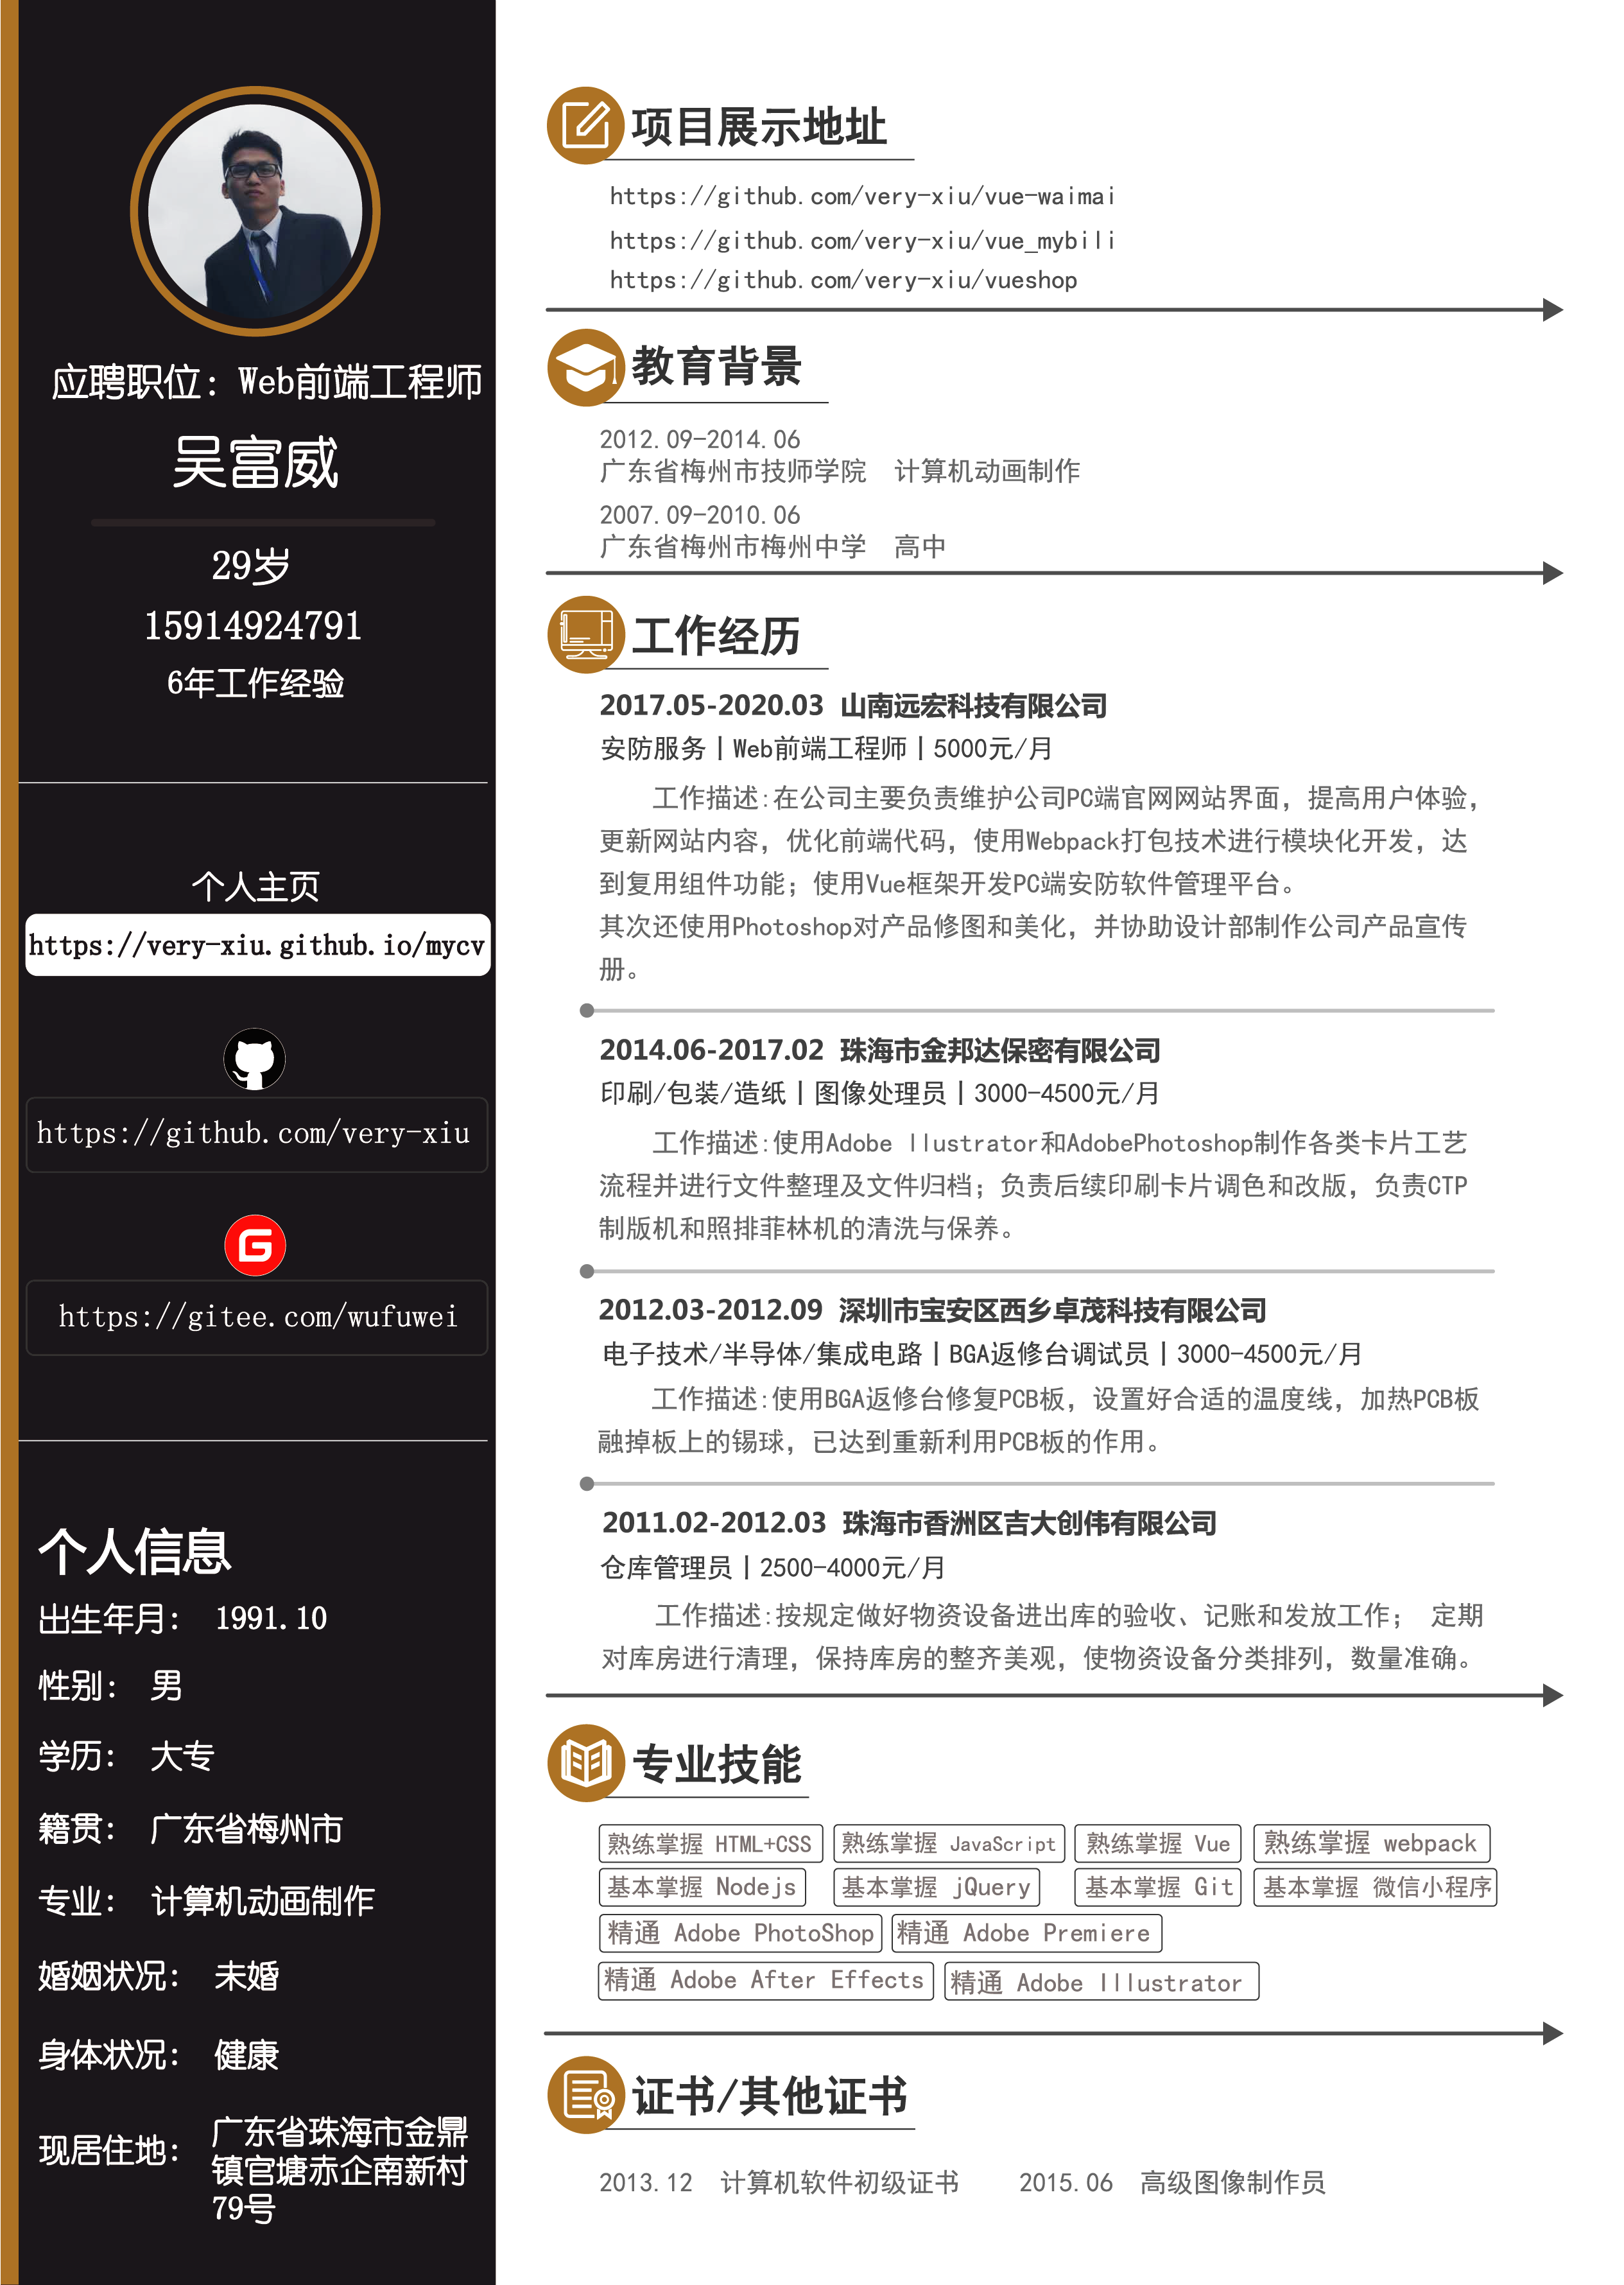 应聘职位：Web前端工程师
吴富威
29岁
15914924791
6年工作经验
个人主页
https://very-xiu.github.io/mycv
https://github.com/very-xiu
https://gitee.com/wufuwei
个人信息
出生年月： 1991.10
性别： 男
学历： 大专
籍贯： 广东省梅州市
专业： 计算机动画制作
婚姻状况： 未婚
身体状况： 健康
现居住地： 广东省珠海市金鼎
镇官塘赤企南新村
79号
项目展示地址
https://github.com/very-xiu/vue-waimai
https://github.com/very-xiu/vue_mybili
https://github.com/very-xiu/vueshop
教育背景
2012.09-2014.06
广东省梅州市技师学院 计算机动画制作
2007.09-2010.06
广东省梅州市梅州中学 高中
工作经历
2017.05-2020.03 山南远宏科技有限公司
安防服务|Web前端工程师|5000元/月
工作描述:在公司主要负责维护公司PC端官网网站界面，提高用户体验，
更新网站内容，优化前端代码，使用Webpack打包技术进行模块化开发，达
到复用组件功能；使用Vue框架开发PC端安防软件管理平台。
其次还使用Photoshop对产品修图和美化，并协助设计部制作公司产品宣传
册。
2014.06-2017.02 珠海市金邦达保密有限公司
印刷/包装/造纸|图像处理员|3000-4500元/月
工作描述:使用Adobe llustrator和AdobePhotoshop制作各类卡片工艺
流程并进行文件整理及文件归档；负责后续印刷卡片调色和改版，负责CTP
制版机和照排菲林机的清洗与保养。
2012.03-2012.09 深圳市宝安区西乡卓茂科技有限公司
电子技术/半导体/集成电路|BGA返修台调试员|3000-4500元/月
工作描述:使用BGA返修台修复PCB板，设置好合适的温度线，加热PCB板
融掉板上的锡球，已达到重新利用PCB板的作用。
2011.02-2012.03 珠海市香洲区吉大创伟有限公司
仓库管理员|2500-4000元/月
工作描述:按规定做好物资设备进出库的验收、记账和发放工作； 定期
对库房进行清理，保持库房的整齐美观，使物资设备分类排列，数量准确。
专业技能
熟练掌握 HTML+CSS 熟练掌握 JavaScript 熟练掌握 Vue 熟练掌握 webpack
基本掌握 Nodejs 基本掌握 jQuery 基本掌握 Git 基本掌握 微信小程序
精通 Adobe PhotoShop 精通 Adobe Premiere
精通 Adobe After Effects 精通 Adobe Illustrator
证书/其他证书
2013.12 计算机软件初级证书 2015.06 高级图像制作员